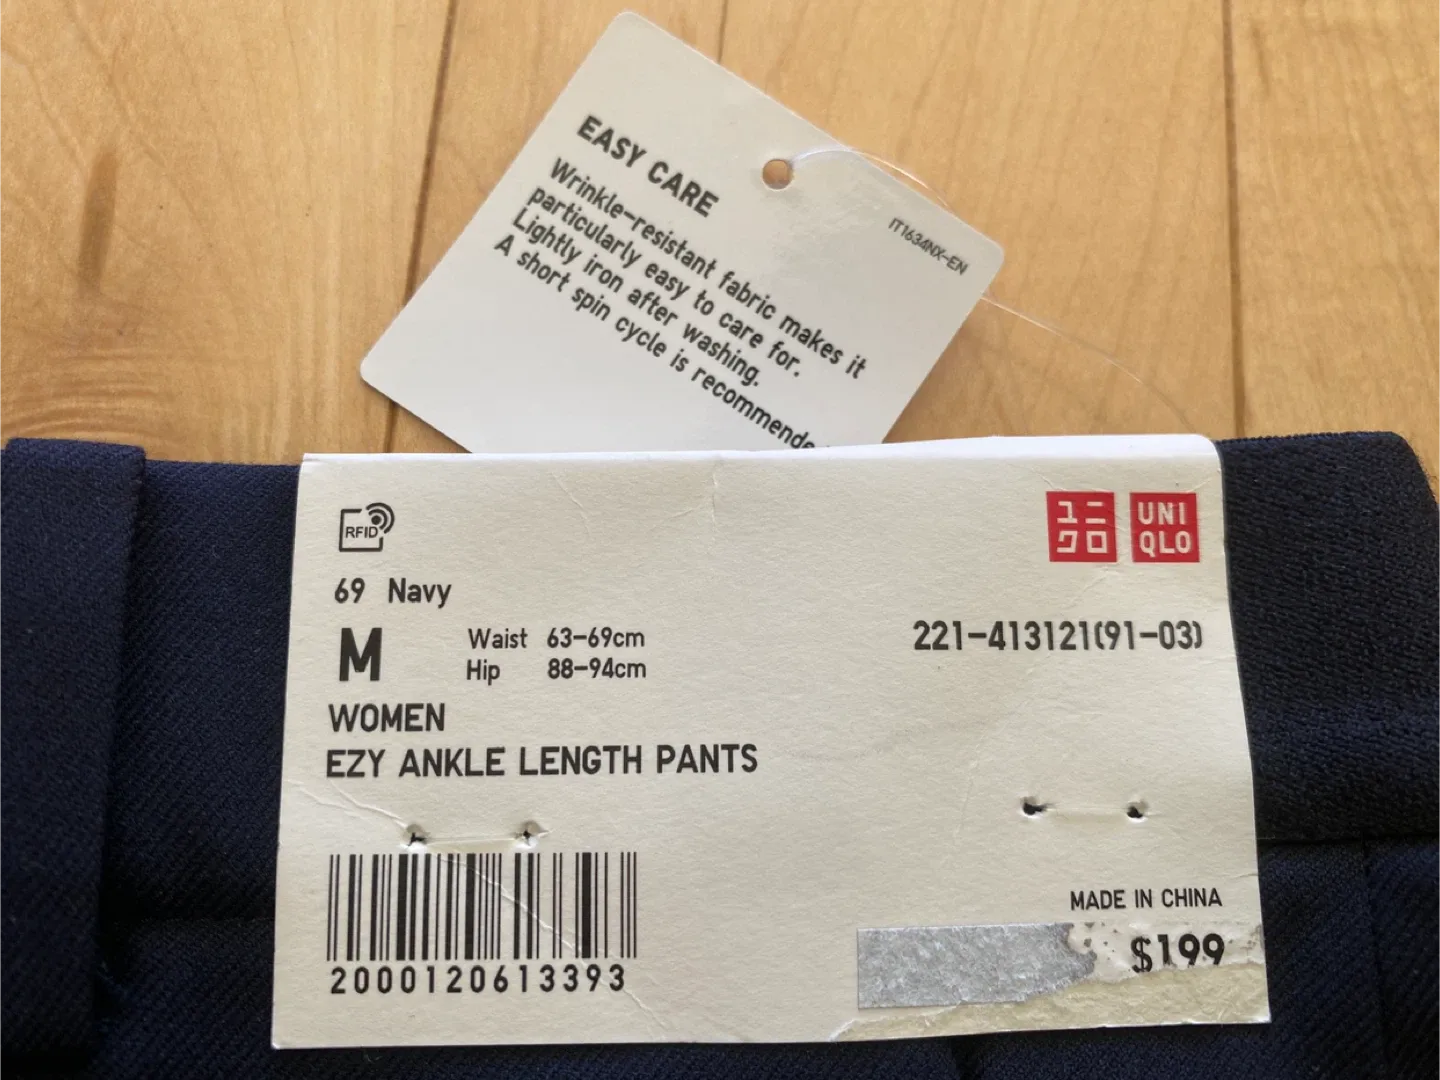 EASY CARE
Wrinkle-resistant fabric makes it
particularly easy to care for.
Lightly iron after washing.
A short spin cycle is recommende
IT1634NX-EN
RFID
ユニ
クロ
UNI
QLO
69 Navy
M
Waist 63-69cm
Hip 88-94cm
221-413121(91-03)
WOMEN
EZY ANKLE LENGTH PANTS
2000120613393
MADE IN CHINA
$199